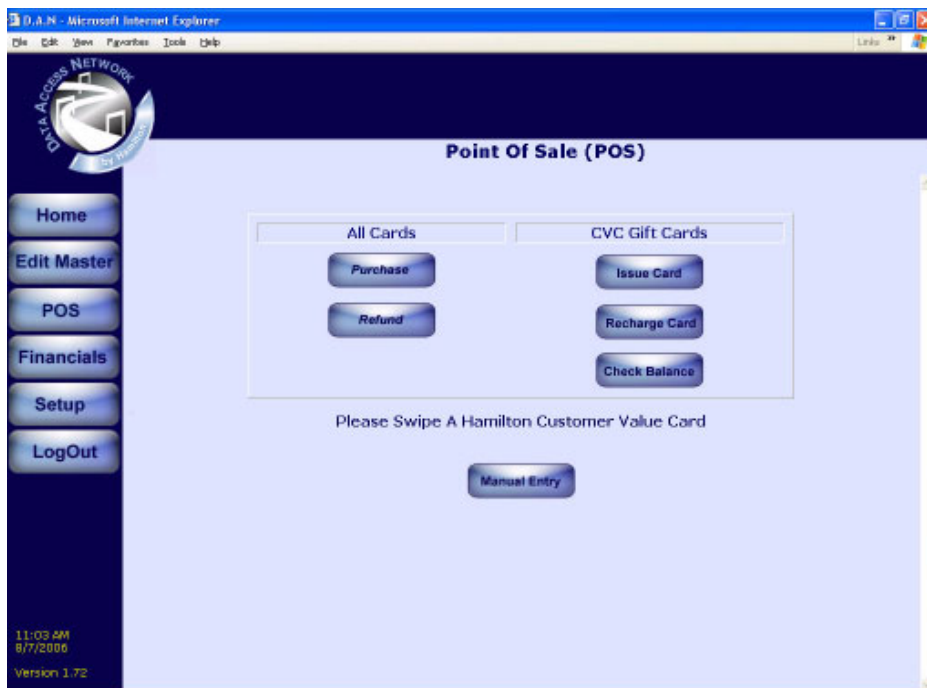 D.A.N - Microsoft Internet Explorer
File Edit View Favorites Tools Help
Links »
DATA ACCESS NETWORK
by Hamilton
Point Of Sale (POS)
Home
Edit Master
POS
Financials
Setup
LogOut
All Cards
CVC Gift Cards
Purchase
Issue Card
Refund
Recharge Card
Check Balance
Please Swipe A Hamilton Customer Value Card
Manual Entry
11:03 AM
8/7/2006
Version 1.72